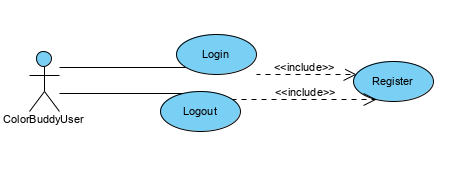 Login
<<include>>
Register
<<include>>
Logout
ColorBuddyUser